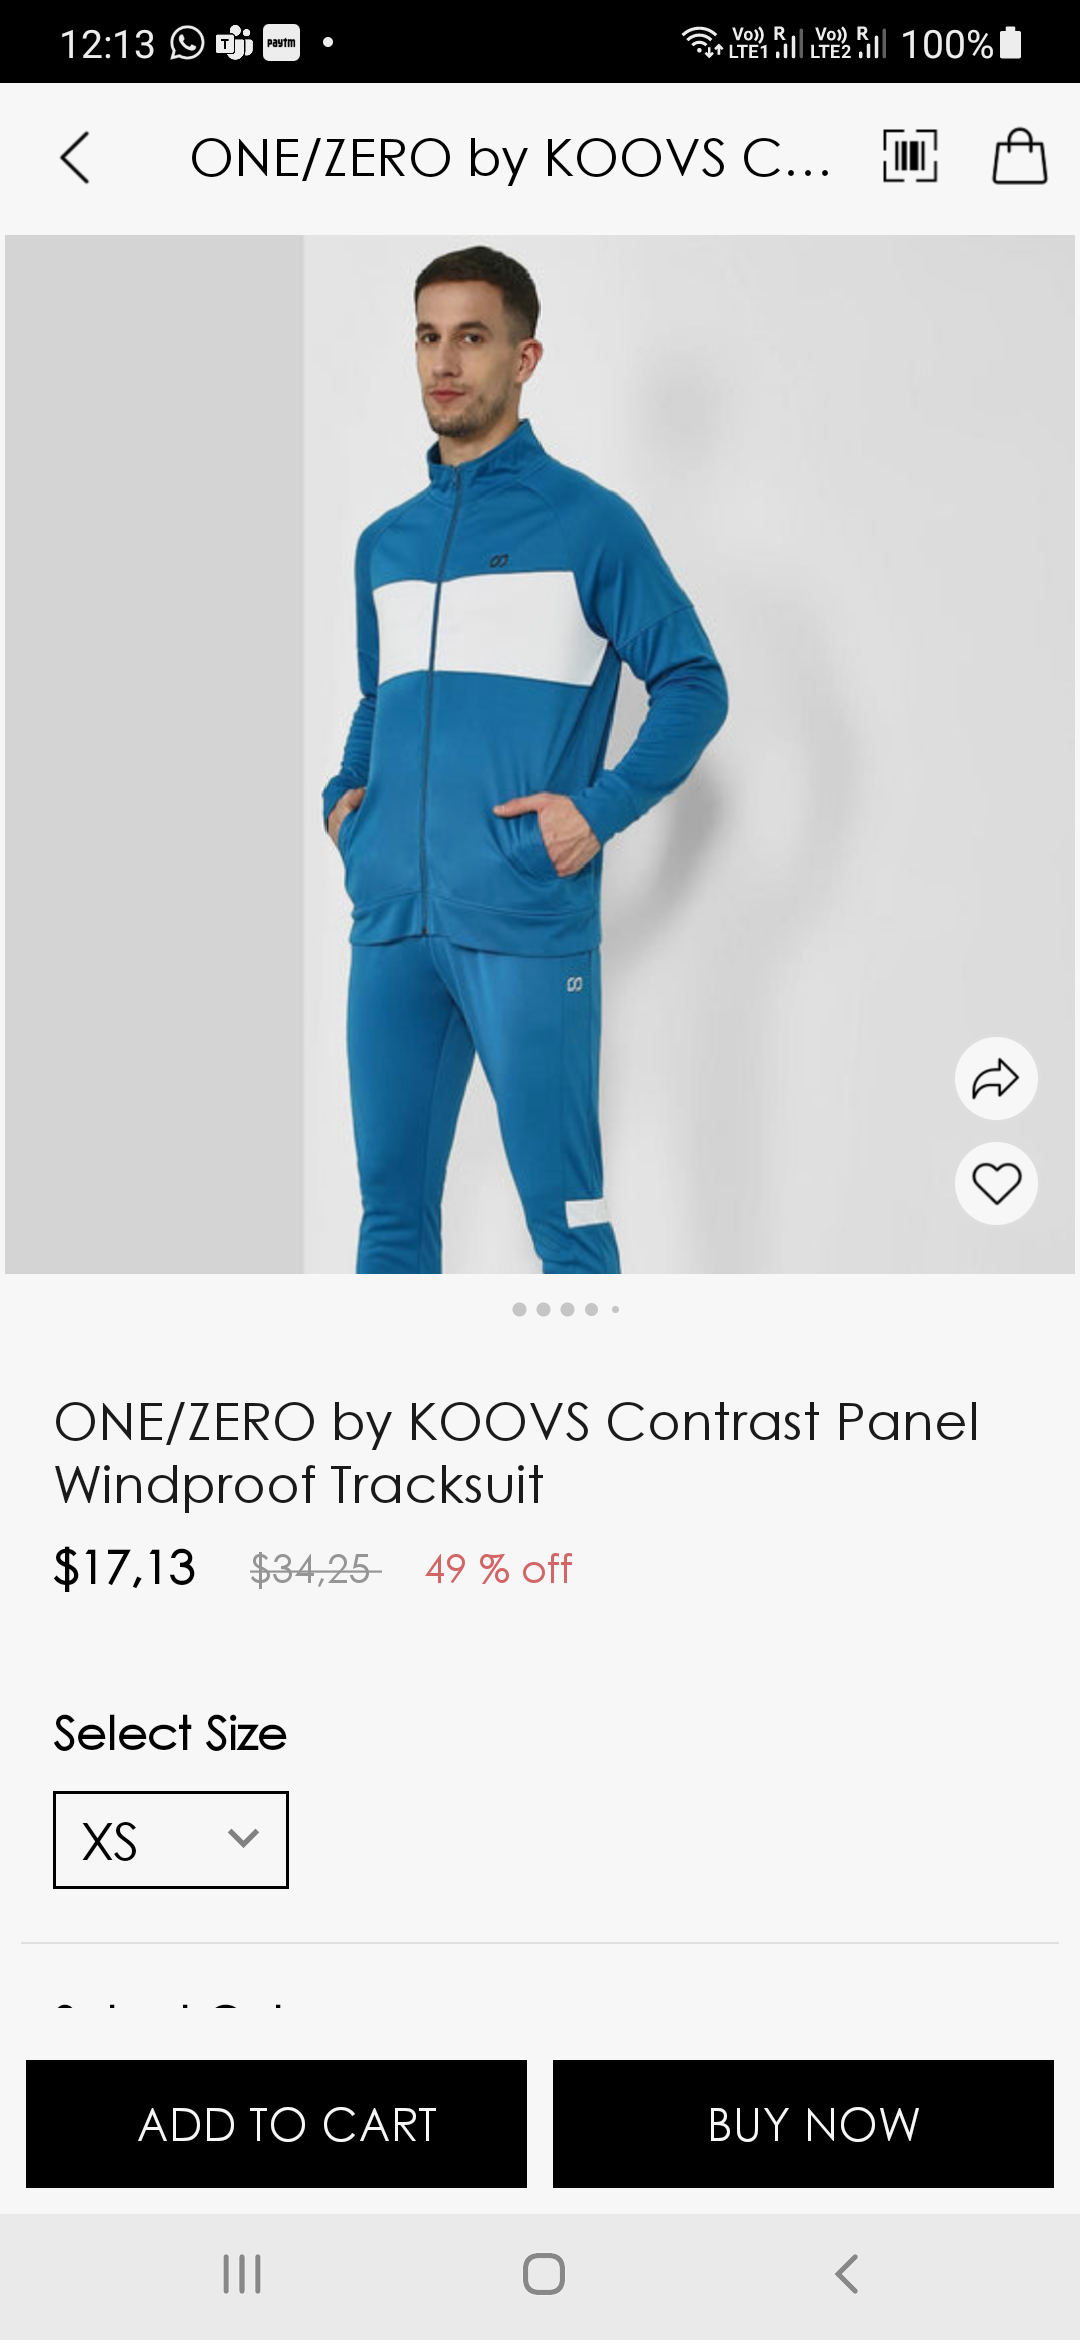 12:13
Paytm
Vo)) R
LTE1
Vo)) R
LTE2
100%
ONE/ZERO by KOOVS C...
ONE/ZERO by KOOVS Contrast Panel
Windproof Tracksuit
$17,13 $34,25 49 % off
Select Size
XS
ADD TO CART
BUY NOW